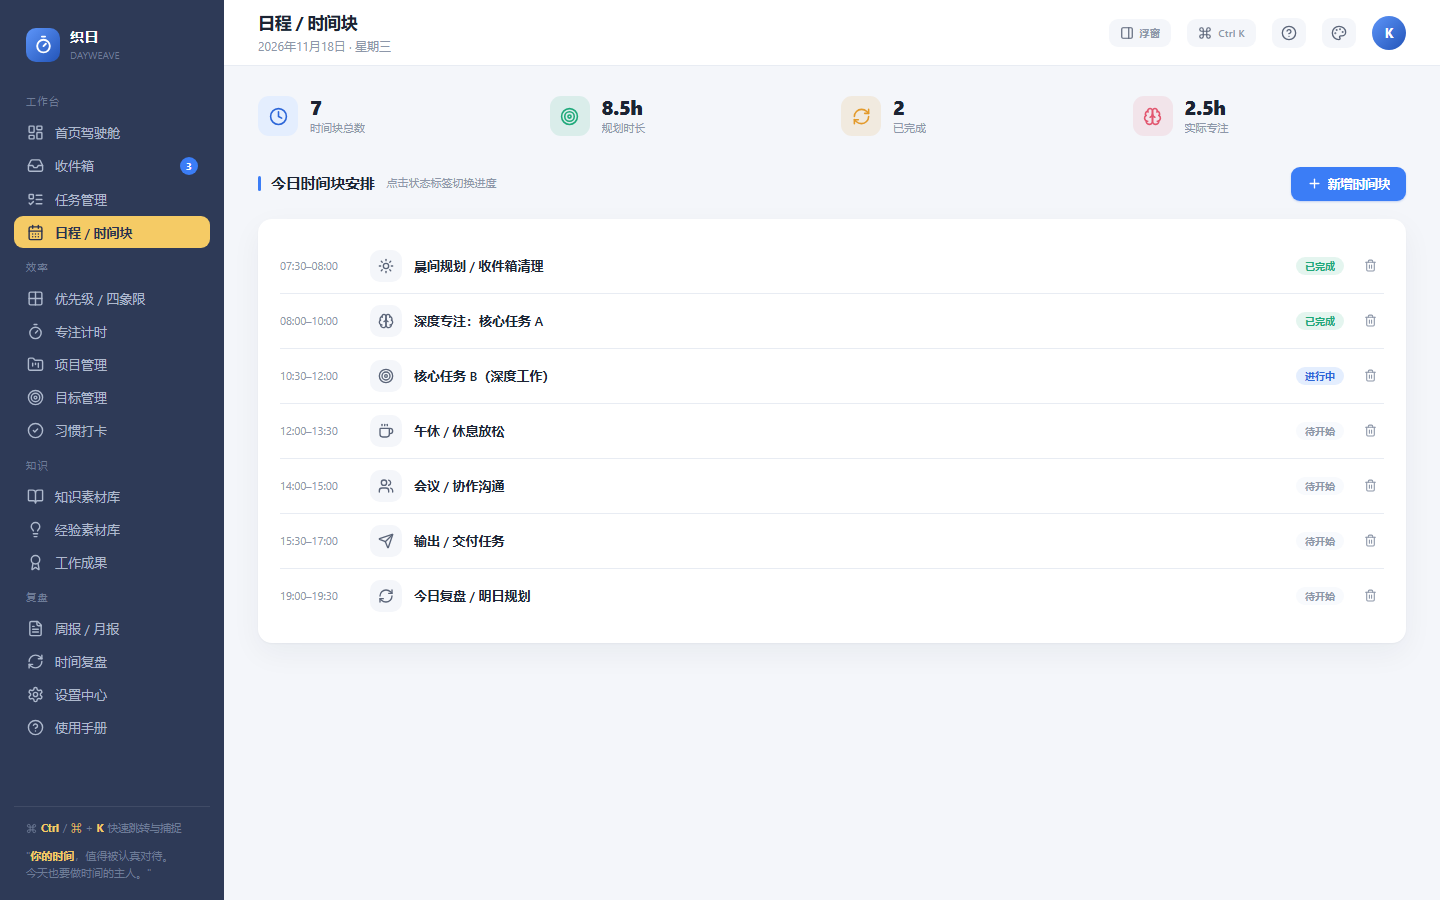 织日
DAYWEAVE
工作台
首页驾驶舱
收件箱 3
任务管理
日程 / 时间块
效率
优先级 / 四象限
专注计时
项目管理
目标管理
习惯打卡
知识
知识素材库
经验素材库
工作成果
复盘
周报 / 月报
时间复盘
设置中心
使用手册
⌘ Ctrl / ⌘ + K 快速跳转与捕捉
"你的时间，值得被认真对待。
今天也要做时间的主人。"
日程 / 时间块
2026年11月18日 · 星期三
浮窗
⌘ Ctrl K
K
7
时间块总数
8.5h
规划时长
2
已完成
2.5h
实际专注
今日时间块安排 点击状态标签切换进度
+ 新增时间块
07:30–08:00 晨间规划 / 收件箱清理 已完成
08:00–10:00 深度专注：核心任务 A 已完成
10:30–12:00 核心任务 B（深度工作） 进行中
12:00–13:30 午休 / 休息放松 待开始
14:00–15:00 会议 / 协作沟通 待开始
15:30–17:00 输出 / 交付任务 待开始
19:00–19:30 今日复盘 / 明日规划 待开始